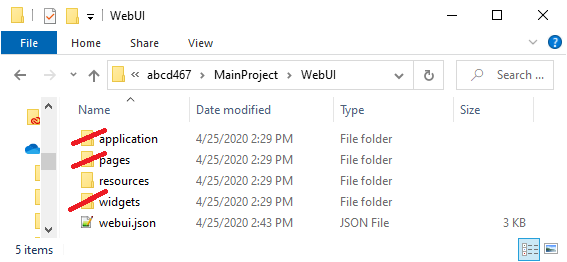 WebUI
File Home Share View
abcd467 MainProject WebUI Search ...
Name Date modified Type Size
application 4/25/2020 2:29 PM File folder
pages 4/25/2020 2:29 PM File folder
resources 4/25/2020 2:29 PM File folder
widgets 4/25/2020 2:29 PM File folder
webui.json 4/25/2020 2:43 PM JSON File 3 KB
5 items